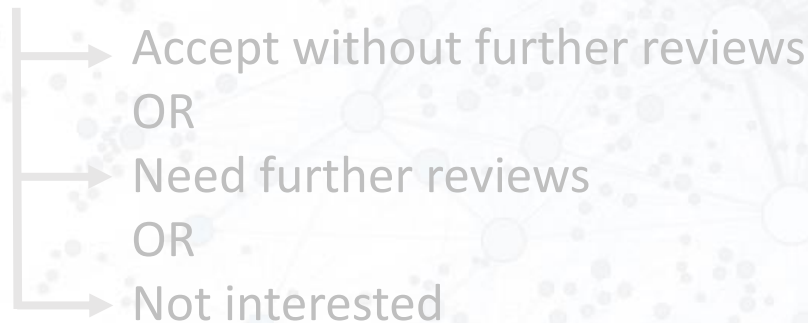 Accept without further reviews
OR
Need further reviews
OR
Not interested